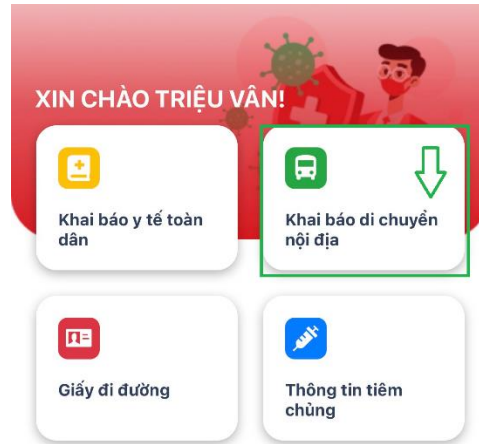 XIN CHÀO TRIỆU VÂN!
Khai báo y tế toàn
dân
Khai báo di chuyển
nội địa
Giấy đi đường
Thông tin tiêm
chủng